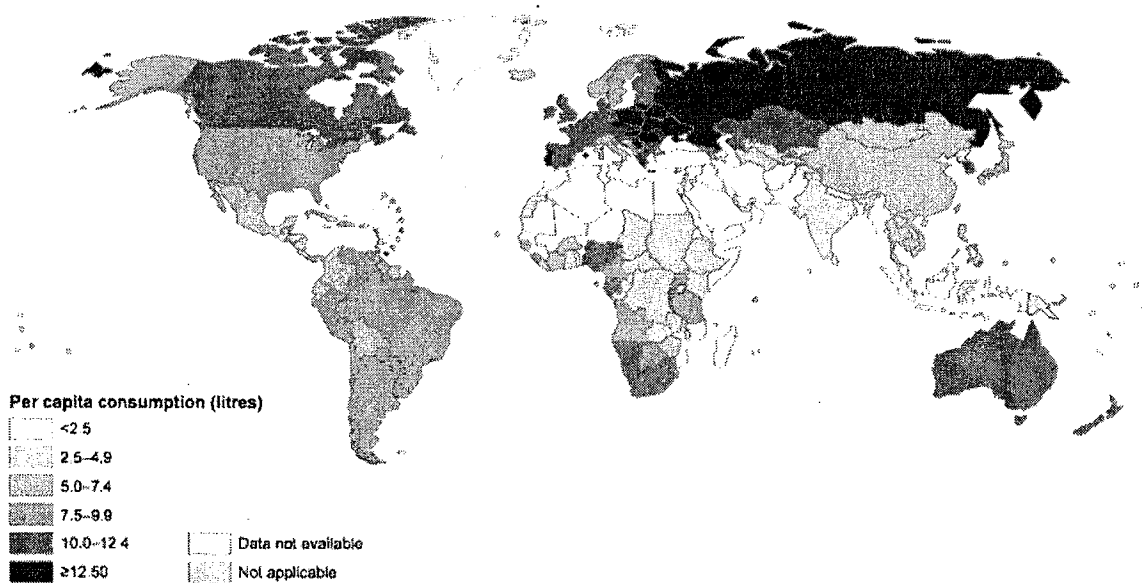 Per capita consumption (litres)
<2.5
2.5–4.9
5.0–7.4
7.5–9.9
10.0–12.4
≥12.50
Data not available
Not applicable